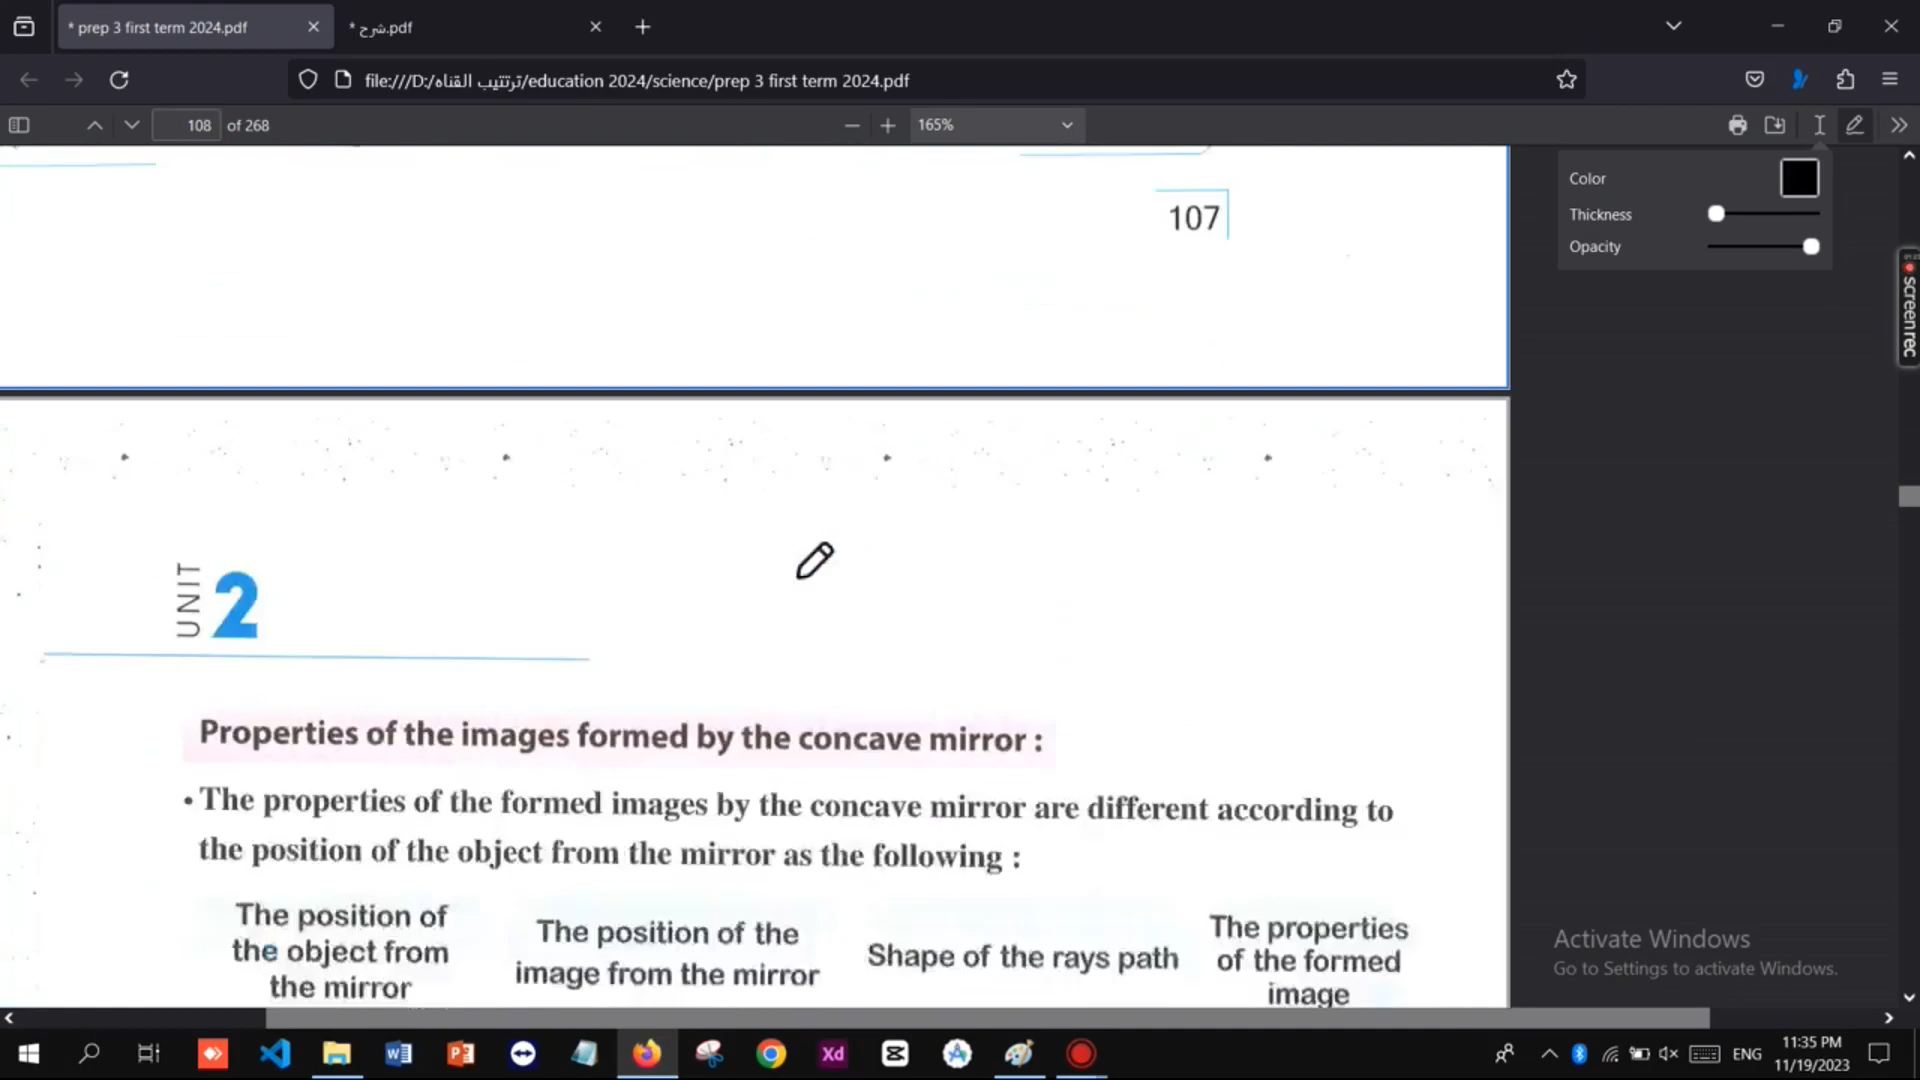 * prep 3 first term 2024.pdf
* شرح.pdf
file:///D:/ترتتيب القناه/education 2024/science/prep 3 first term 2024.pdf
108 of 268
165%
Color
Thickness
Opacity
107
screenrec
UNIT 2
Properties of the images formed by the concave mirror :
• The properties of the formed images by the concave mirror are different according to
the position of the object from the mirror as the following :
The position of
the object from
the mirror
The position of the
image from the mirror
Shape of the rays path
The properties
of the formed
image
Activate Windows
Go to Settings to activate Windows.
Xd
ENG
11:35 PM
11/19/2023